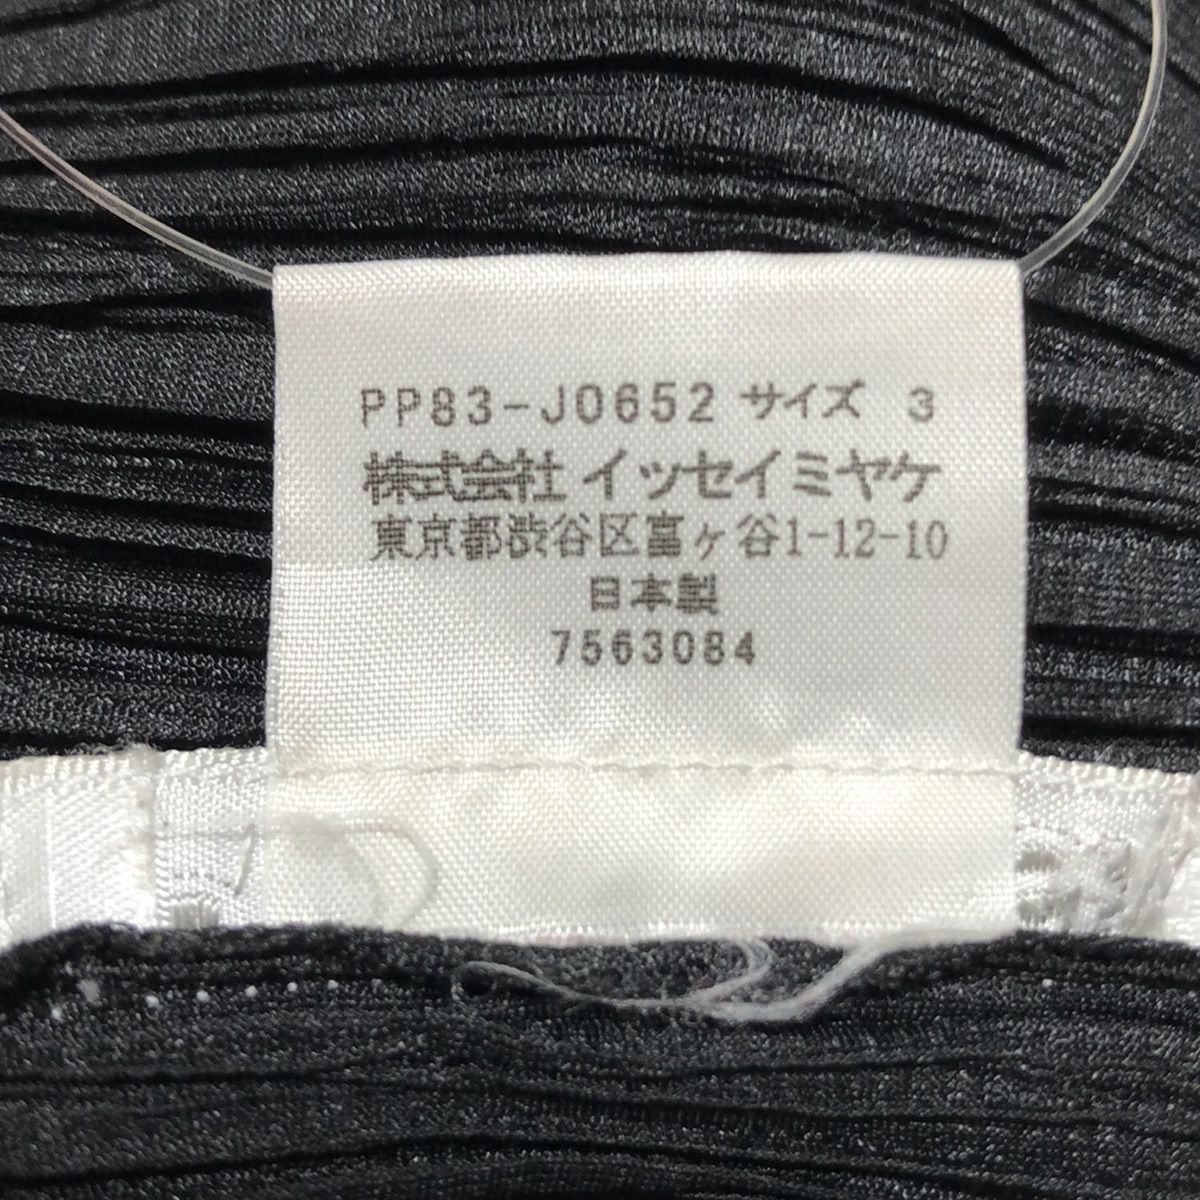 PP83-JO652 サイズ 3
株式会社イッセイミヤケ
東京都渋谷区富ヶ谷1-12-10
日本製
7563084